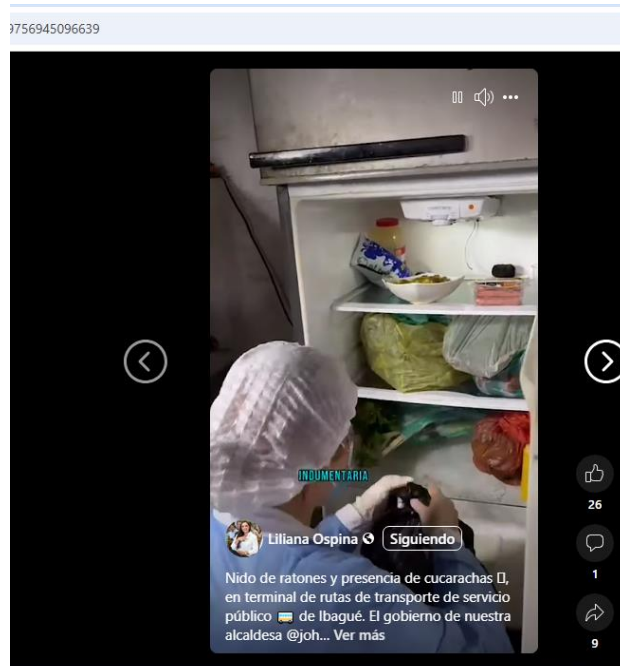 9756945096639
INDUMENTARIA
Liliana Ospina
Siguiendo
Nido de ratones y presencia de cucarachas
en terminal de rutas de transporte de servicio
público 🚌 de Ibagué. El gobierno de nuestra
alcaldesa @joh... Ver más
26
1
9